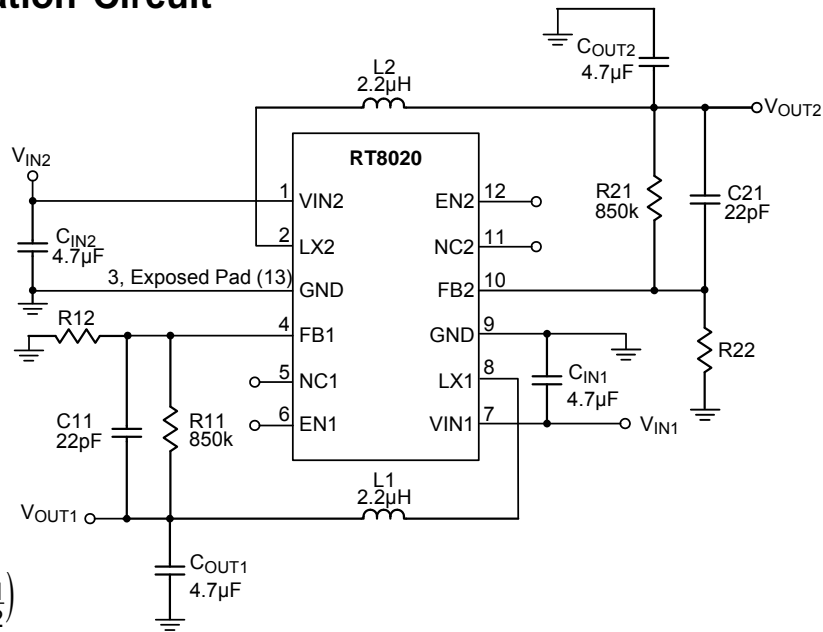 Circuit
COUT2
4.7µF
L2
2.2µH
VOUT2
VIN2
RT8020
1
VIN2
EN2
12
R21
850k
C21
22pF
CIN2
4.7µF
2
LX2
NC2
11
3, Exposed Pad (13)
GND
FB2
10
R12
4
FB1
GND
9
R22
5
NC1
LX1
8
CIN1
4.7µF
C11
22pF
R11
850k
6
EN1
VIN1
7
VIN1
L1
2.2µH
VOUT1
COUT1
4.7µF